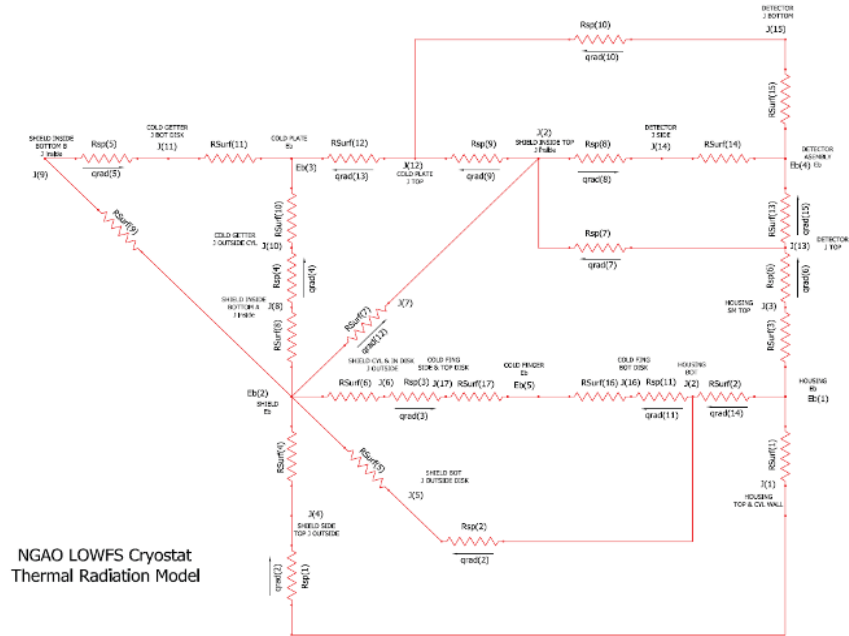 DETECTOR
J BOTTOM
J(15)
Rsp(10)
qrad(10)
RSurf(15)
SHIELD INSIDE
BOTTOM B
J Inside
J(9)
Rsp(5)
qrad(5)
COLD GETTER
J BOT DISK
J(11)
RSurf(11)
COLD PLATE
Eb
Eb(3)
RSurf(12)
qrad(13)
J(12)
COLD PLATE
J TOP
Rsp(9)
qrad(9)
J(2)
SHIELD INSIDE TOP
J Inside
Rsp(8)
qrad(8)
DETECTOR
J SIDE
J(14)
RSurf(14)
DETECTOR
ASEMBLY
Eb
Eb(4)
RSurf(9)
RSurf(10)
COLD GETTER
J OUTSIDE CYL
J(10)
Rsp(4)
qrad(4)
SHIELD INSIDE
BOTTOM A
J Inside
J(8)
RSurf(8)
RSurf(7)
qrad(12)
J(7)
Rsp(7)
qrad(7)
RSurf(13)
qrad(15)
J(13)
DETECTOR
J TOP
Rsp(6)
qrad(6)
HOUSING
SM TOP
J(3)
RSurf(3)
Eb(2)
SHIELD
Eb
SHIELD CYL & IN DISK
J OUTSIDE
RSurf(6)
J(6)
COLD FING
SIDE & TOP DISK
Rsp(3)
J(17)
qrad(3)
RSurf(17)
COLD FINGER
Eb
Eb(5)
COLD FING
BOT DISK
RSurf(16)
J(16)
Rsp(11)
qrad(11)
HOUSING
BOT
J(2)
RSurf(2)
qrad(14)
HOUSING
Eb
Eb(1)
RSurf(4)
RSurf(5)
SHIELD BOT
J OUTSIDE DISK
J(5)
RSurf(1)
J(1)
HOUSING
TOP & CYL WALL
J(4)
SHIELD SIDE
TOP J OUTSIDE
Rsp(2)
qrad(2)
qrad(2)
Rsp(1)
NGAO LOWFS Cryostat
Thermal Radiation Model